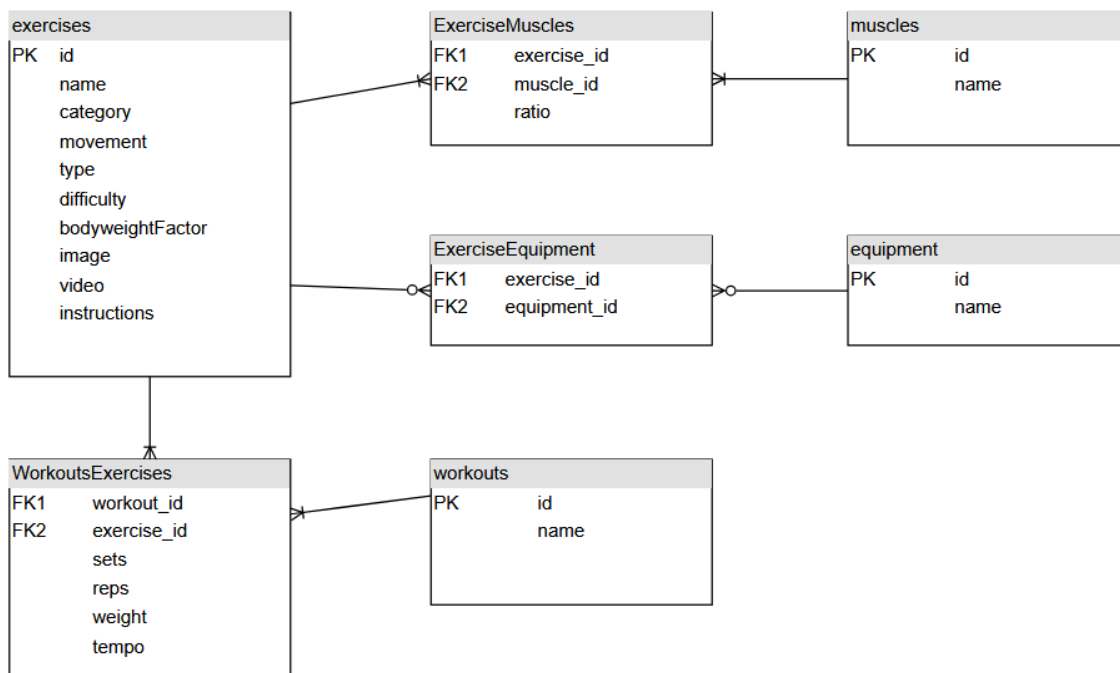 exercises
PK id
name
category
movement
type
difficulty
bodyweightFactor
image
video
instructions
ExerciseMuscles
FK1 exercise_id
FK2 muscle_id
ratio
muscles
PK id
name
ExerciseEquipment
FK1 exercise_id
FK2 equipment_id
equipment
PK id
name
WorkoutsExercises
FK1 workout_id
FK2 exercise_id
sets
reps
weight
tempo
workouts
PK id
name